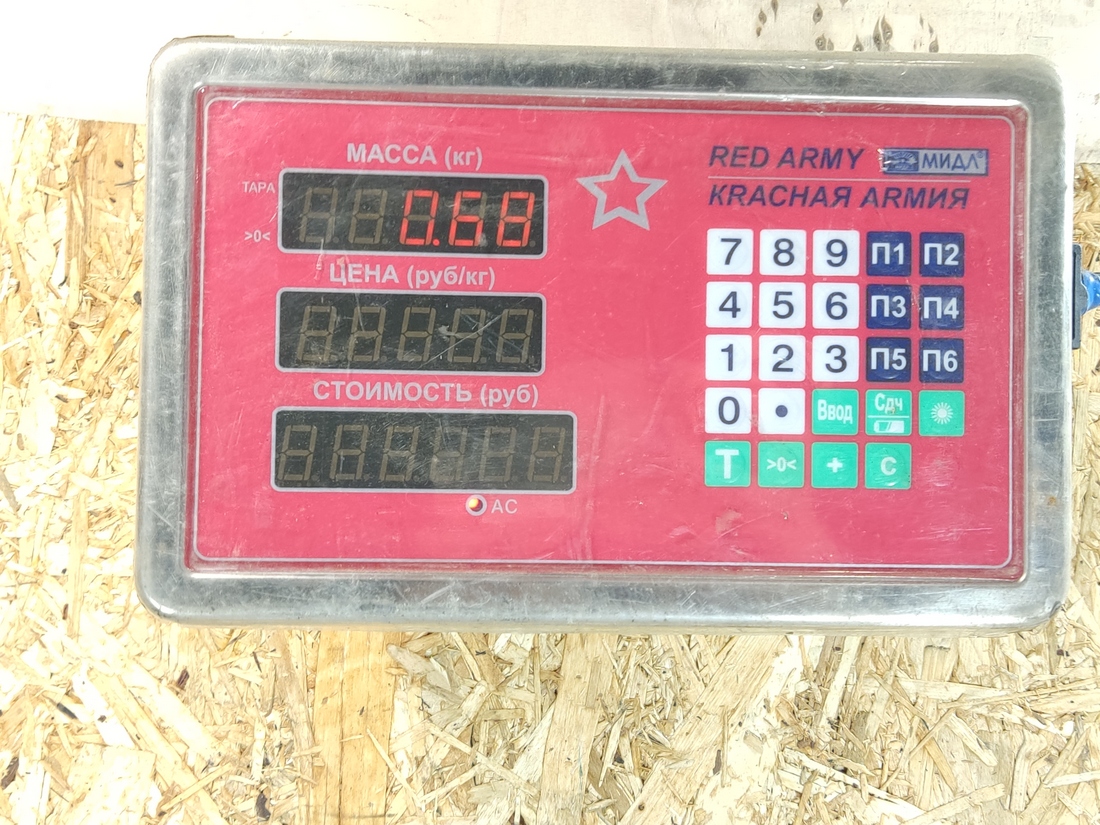 МАССА (кг)
ТАРА
>0<
0.68
ЦЕНА (руб/кг)
СТОИМОСТЬ (руб)
AC
RED ARMY МИДЛ
KRACHAЯ ARMИЯ
7 8 9 П1 П2
4 5 6 П3 П4
1 2 3 П5 П6
0 • Ввод Сдч
T >0< + C